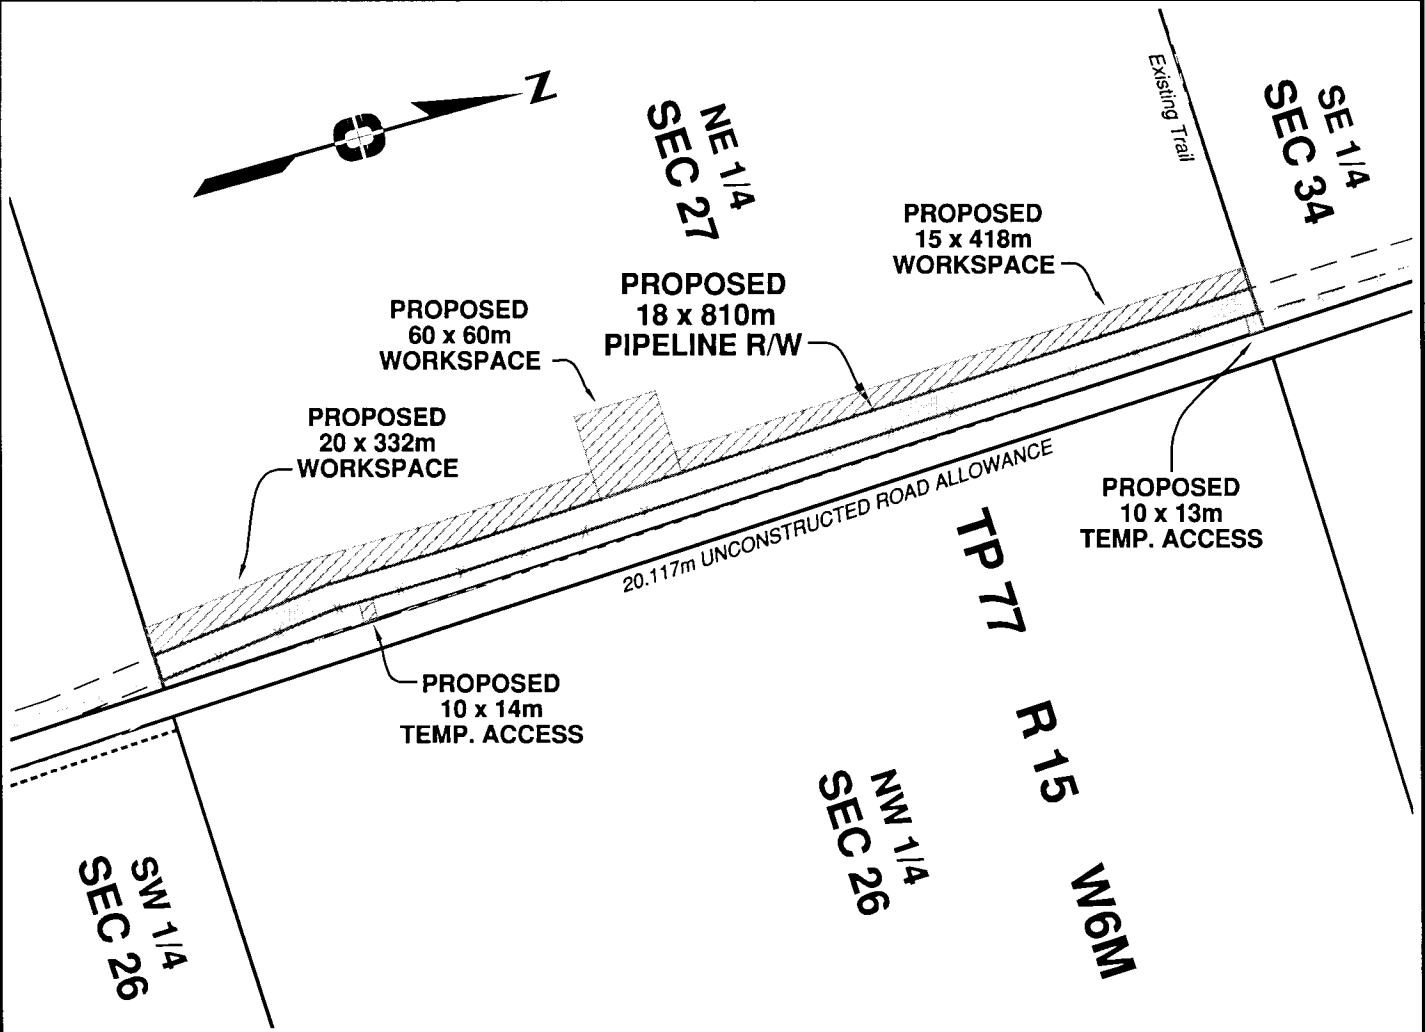 N
Existing Trail
SE 1/4
SEC 34
NE 1/4
SEC 27
PROPOSED
15 x 418m
WORKSPACE
PROPOSED
18 x 810m
PIPELINE R/W
PROPOSED
60 x 60m
WORKSPACE
PROPOSED
20 x 332m
WORKSPACE
20.117m UNCONSTRUCTED ROAD ALLOWANCE
PROPOSED
10 x 13m
TEMP. ACCESS
TP 77 R 15 W6M
PROPOSED
10 x 14m
TEMP. ACCESS
NW 1/4
SEC 26
SW 1/4
SEC 26